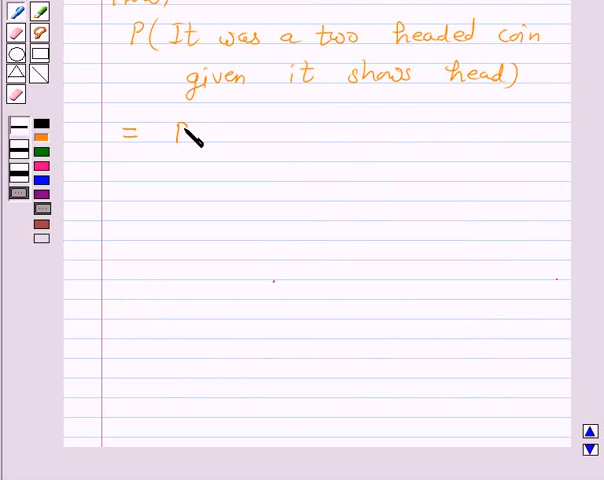 P( It was a two headed coin
given it shows head)
= P